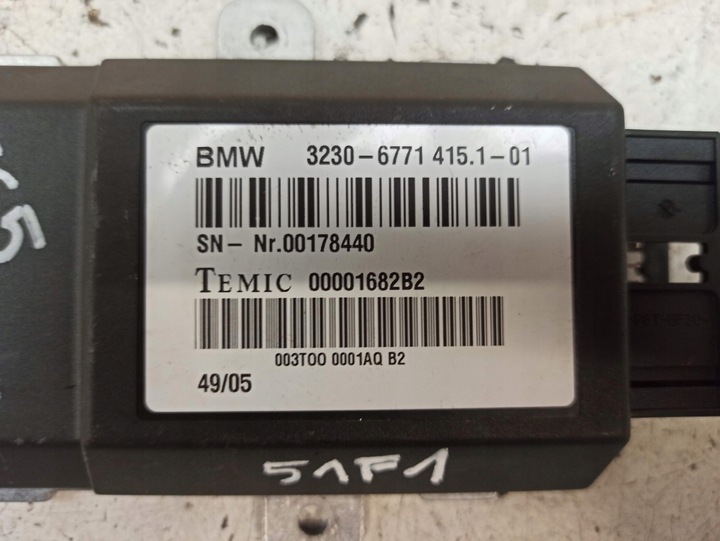 BMW 3230-6771 415.1-01
SN- Nr.00178440
TEMIC 00001682B2
003TOO 0001AQ B2
49/05
51F1